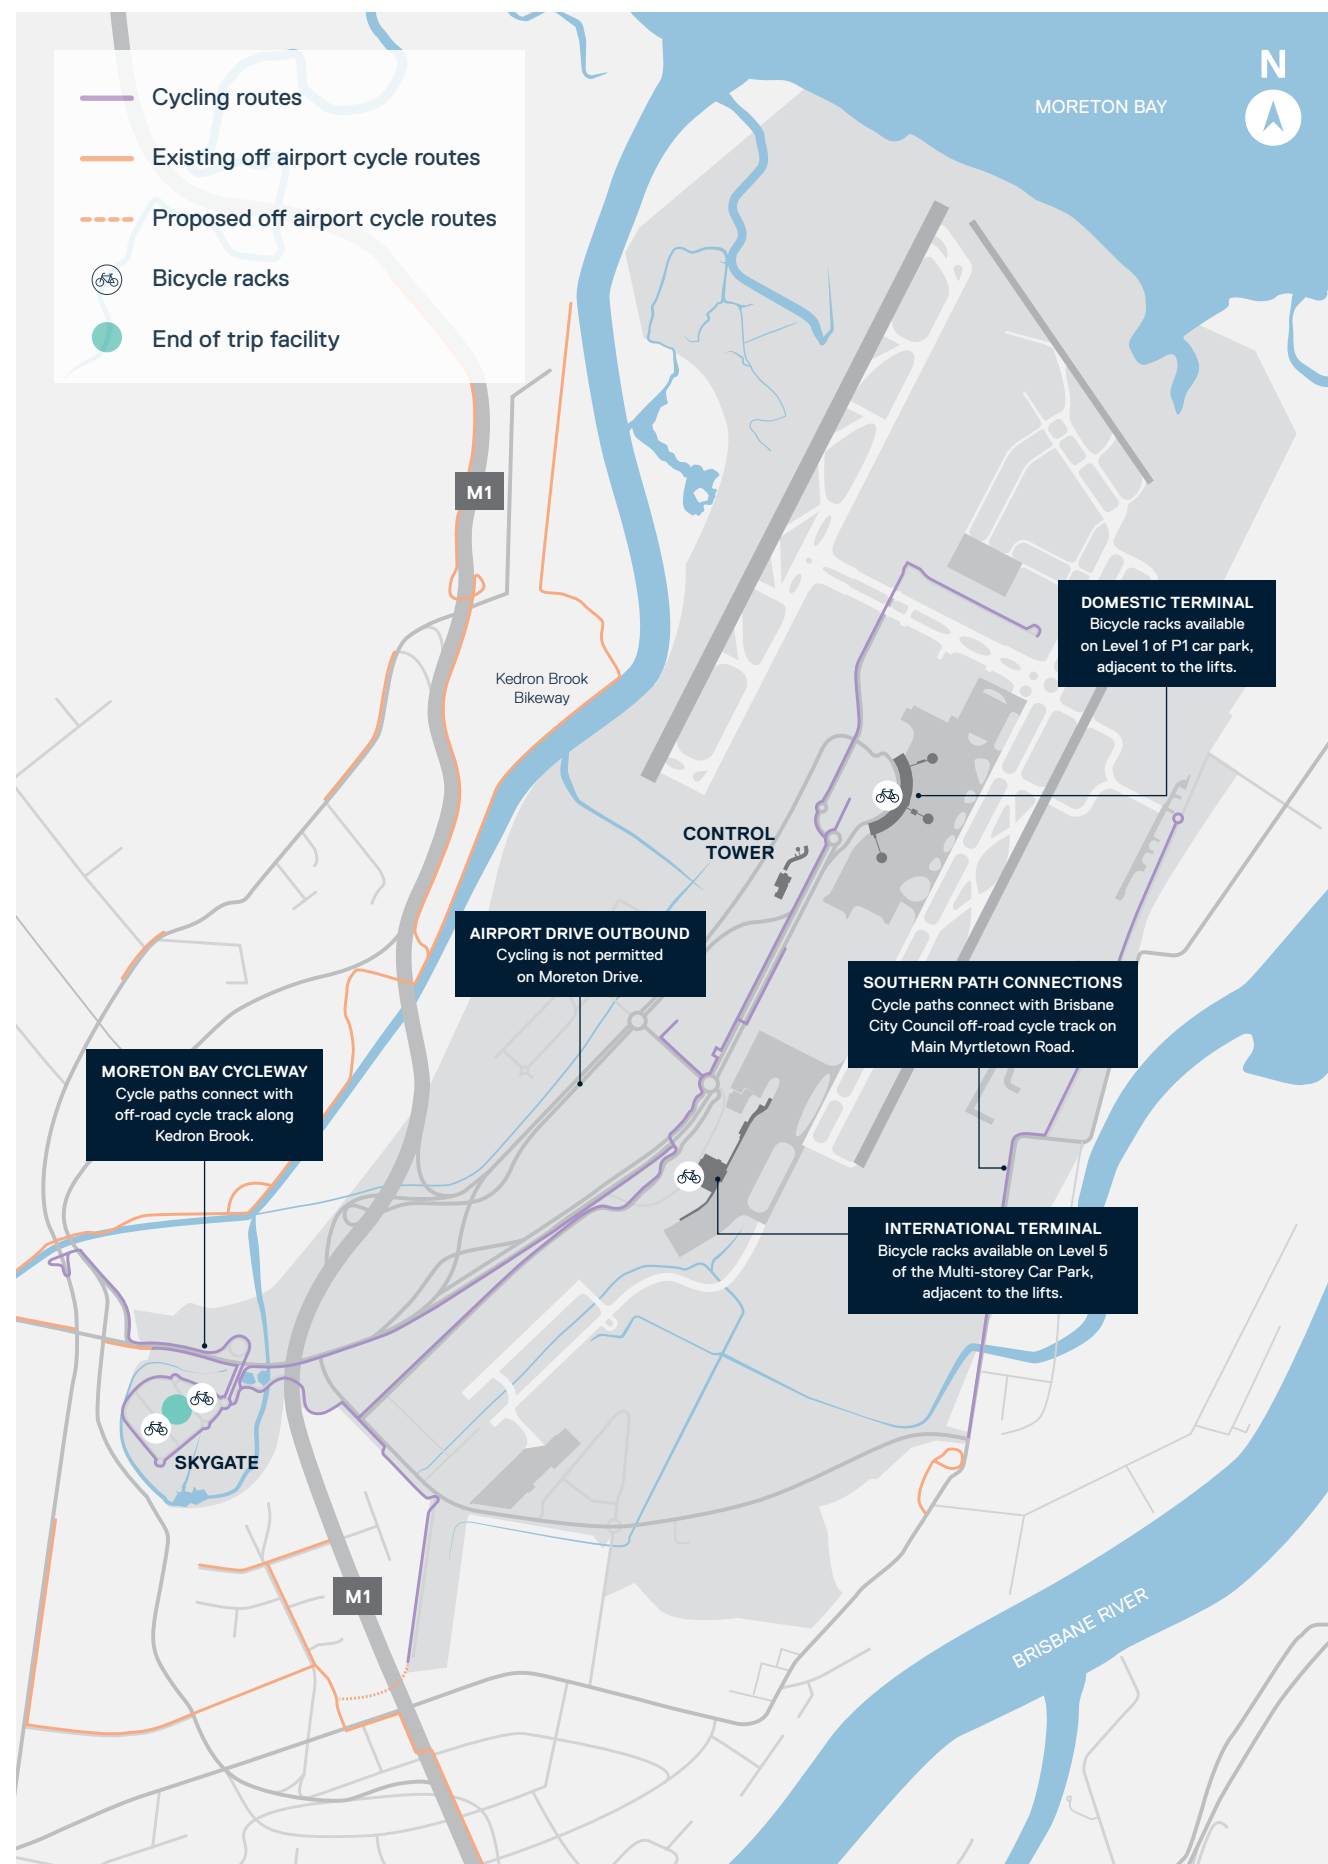 MORETON BAY
N
Cycling routes
Existing off airport cycle routes
Proposed off airport cycle routes
Bicycle racks
End of trip facility
M1
DOMESTIC TERMINAL
Bicycle racks available
on Level 1 of P1 car park,
adjacent to the lifts.
Kedron Brook
Bikeway
CONTROL
TOWER
AIRPORT DRIVE OUTBOUND
Cycling is not permitted
on Moreton Drive.
SOUTHERN PATH CONNECTIONS
Cycle paths connect with Brisbane
City Council off-road cycle track on
Main Myrtletown Road.
MORETON BAY CYCLEWAY
Cycle paths connect with
off-road cycle track along
Kedron Brook.
INTERNATIONAL TERMINAL
Bicycle racks available on Level 5
of the Multi-storey Car Park,
adjacent to the lifts.
SKYGATE
M1
BRISBANE RIVER